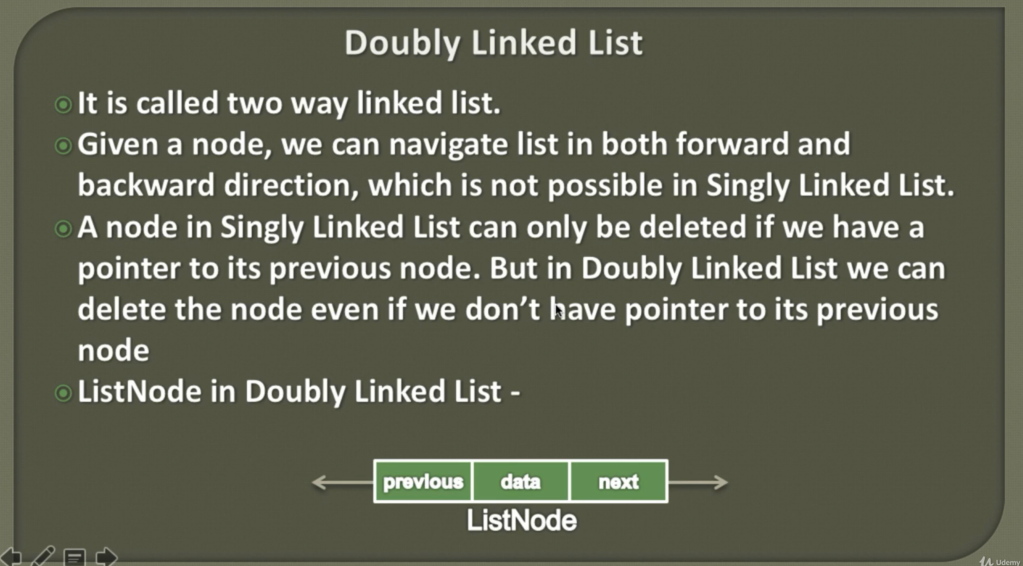 Doubly Linked List
It is called two way linked list.
Given a node, we can navigate list in both forward and
backward direction, which is not possible in Singly Linked List.
A node in Singly Linked List can only be deleted if we have a
pointer to its previous node. But in Doubly Linked List we can
delete the node even if we don't have pointer to its previous
node
ListNode in Doubly Linked List -
previous data next
ListNode
Udemy